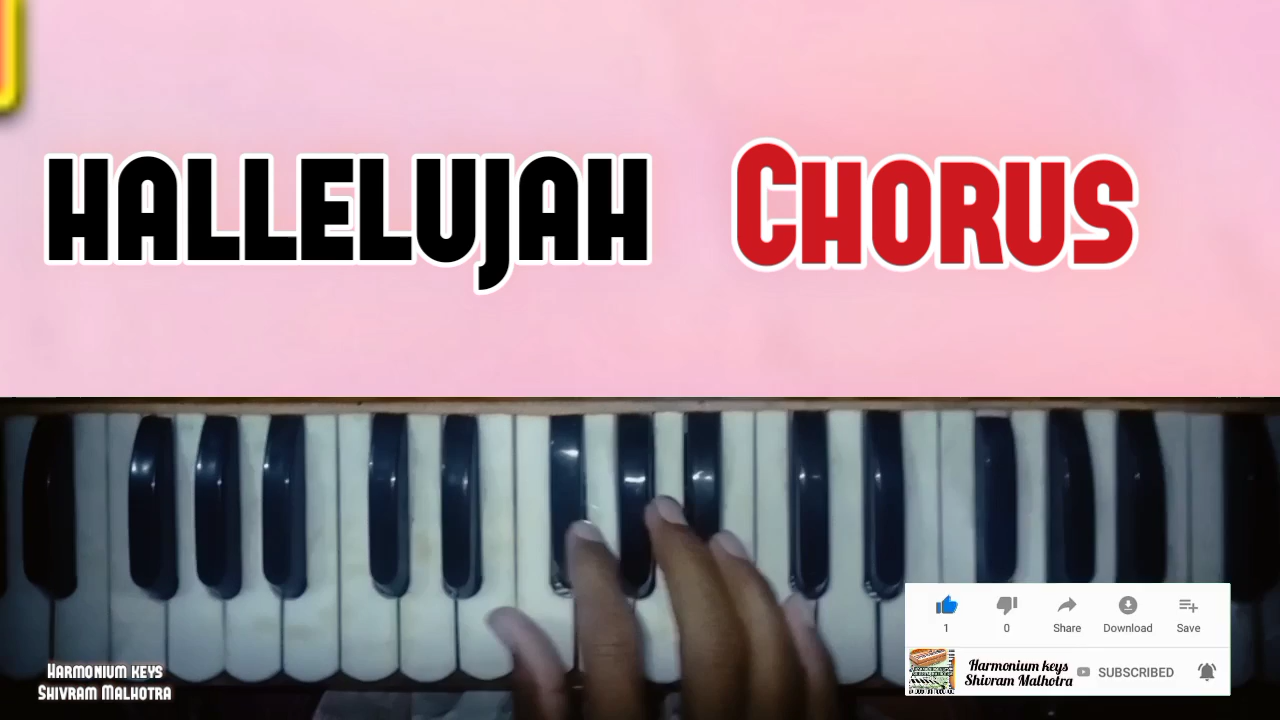 HALLELUJAH CHORUS
1 0 Share Download Save
Harmonium keys
Shivram Malhotra
SUBSCRIBED
HARMONIUM KEYS
SHIVRAM MALHOTRA